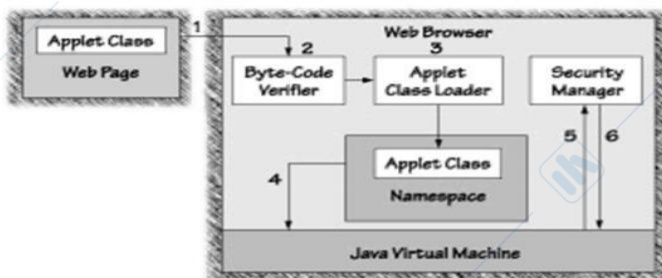 1
Applet Class
Web Page
Web Browser
2
3
Byte-Code
Verifier
Applet
Class Loader
Security
Manager
4
Applet Class
Namespace
5
6
Java Virtual Machine